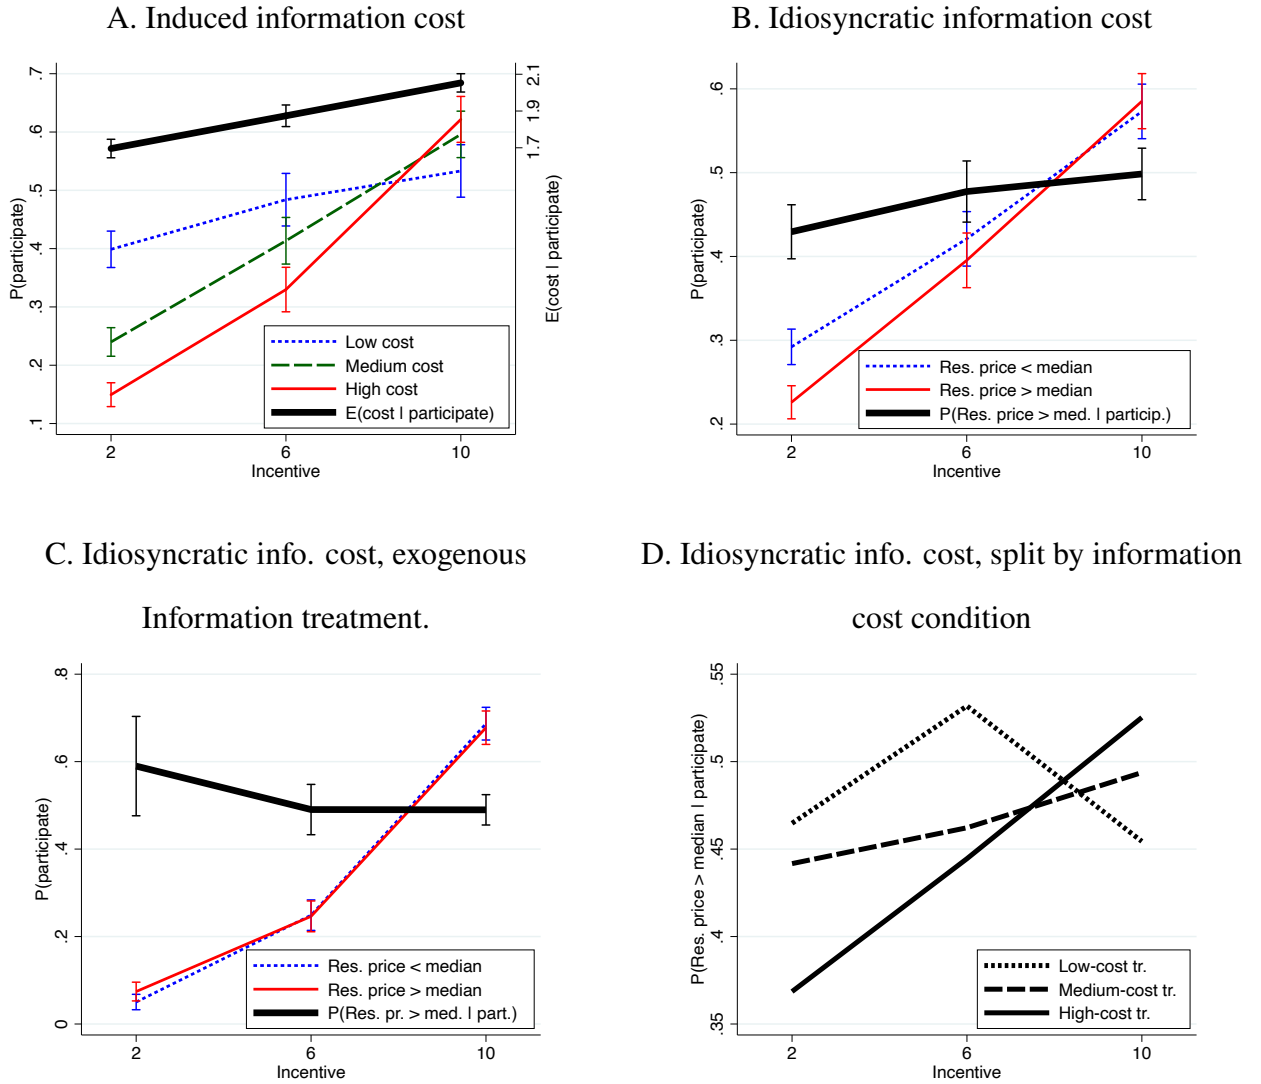 A. Induced information cost
.7
.6
.5
.4
.3
.2
.1
P(participate)
2.1
1.9
1.7
E(cost | participate)
Low cost
Medium cost
High cost
E(cost | participate)
2 6 10
Incentive
B. Idiosyncratic information cost
.6
.5
.4
.3
.2
P(participate)
Res. price < median
Res. price > median
P(Res. price > med. | particip.)
2 6 10
Incentive
C. Idiosyncratic info. cost, exogenous
Information treatment.
.8
.6
.4
.2
0
P(participate)
Res. price < median
Res. price > median
P(Res. pr. > med. | part.)
2 6 10
Incentive
D. Idiosyncratic info. cost, split by information
cost condition
.55
.5
.45
.4
.35
P(Res. price > median | participate)
Low-cost tr.
Medium-cost tr.
High-cost tr.
2 6 10
Incentive